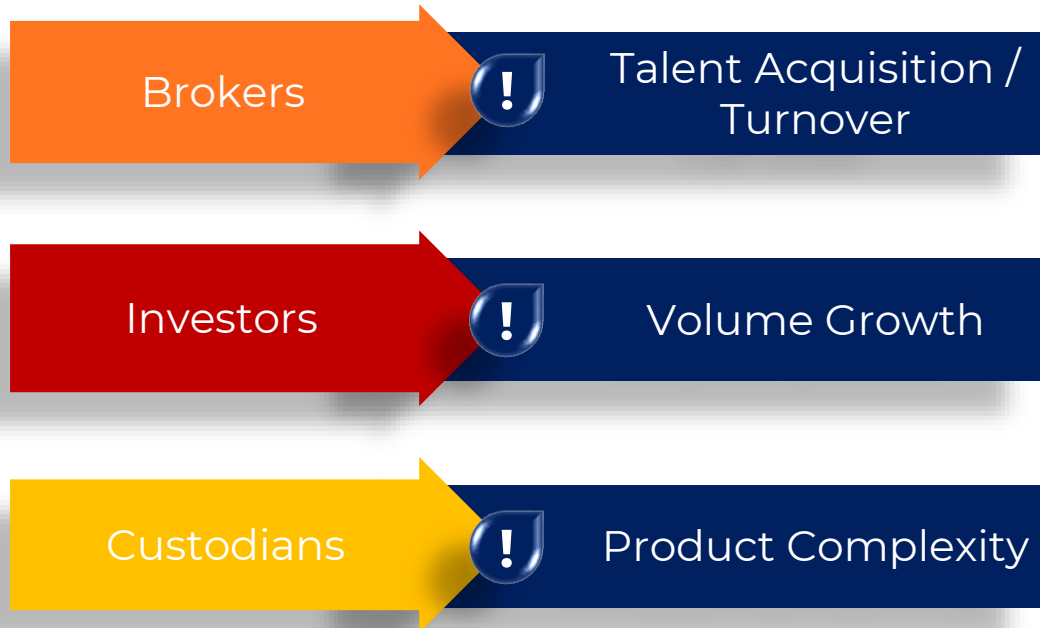 Brokers
!
Talent Acquisition /
Turnover
Investors
!
Volume Growth
Custodians
!
Product Complexity